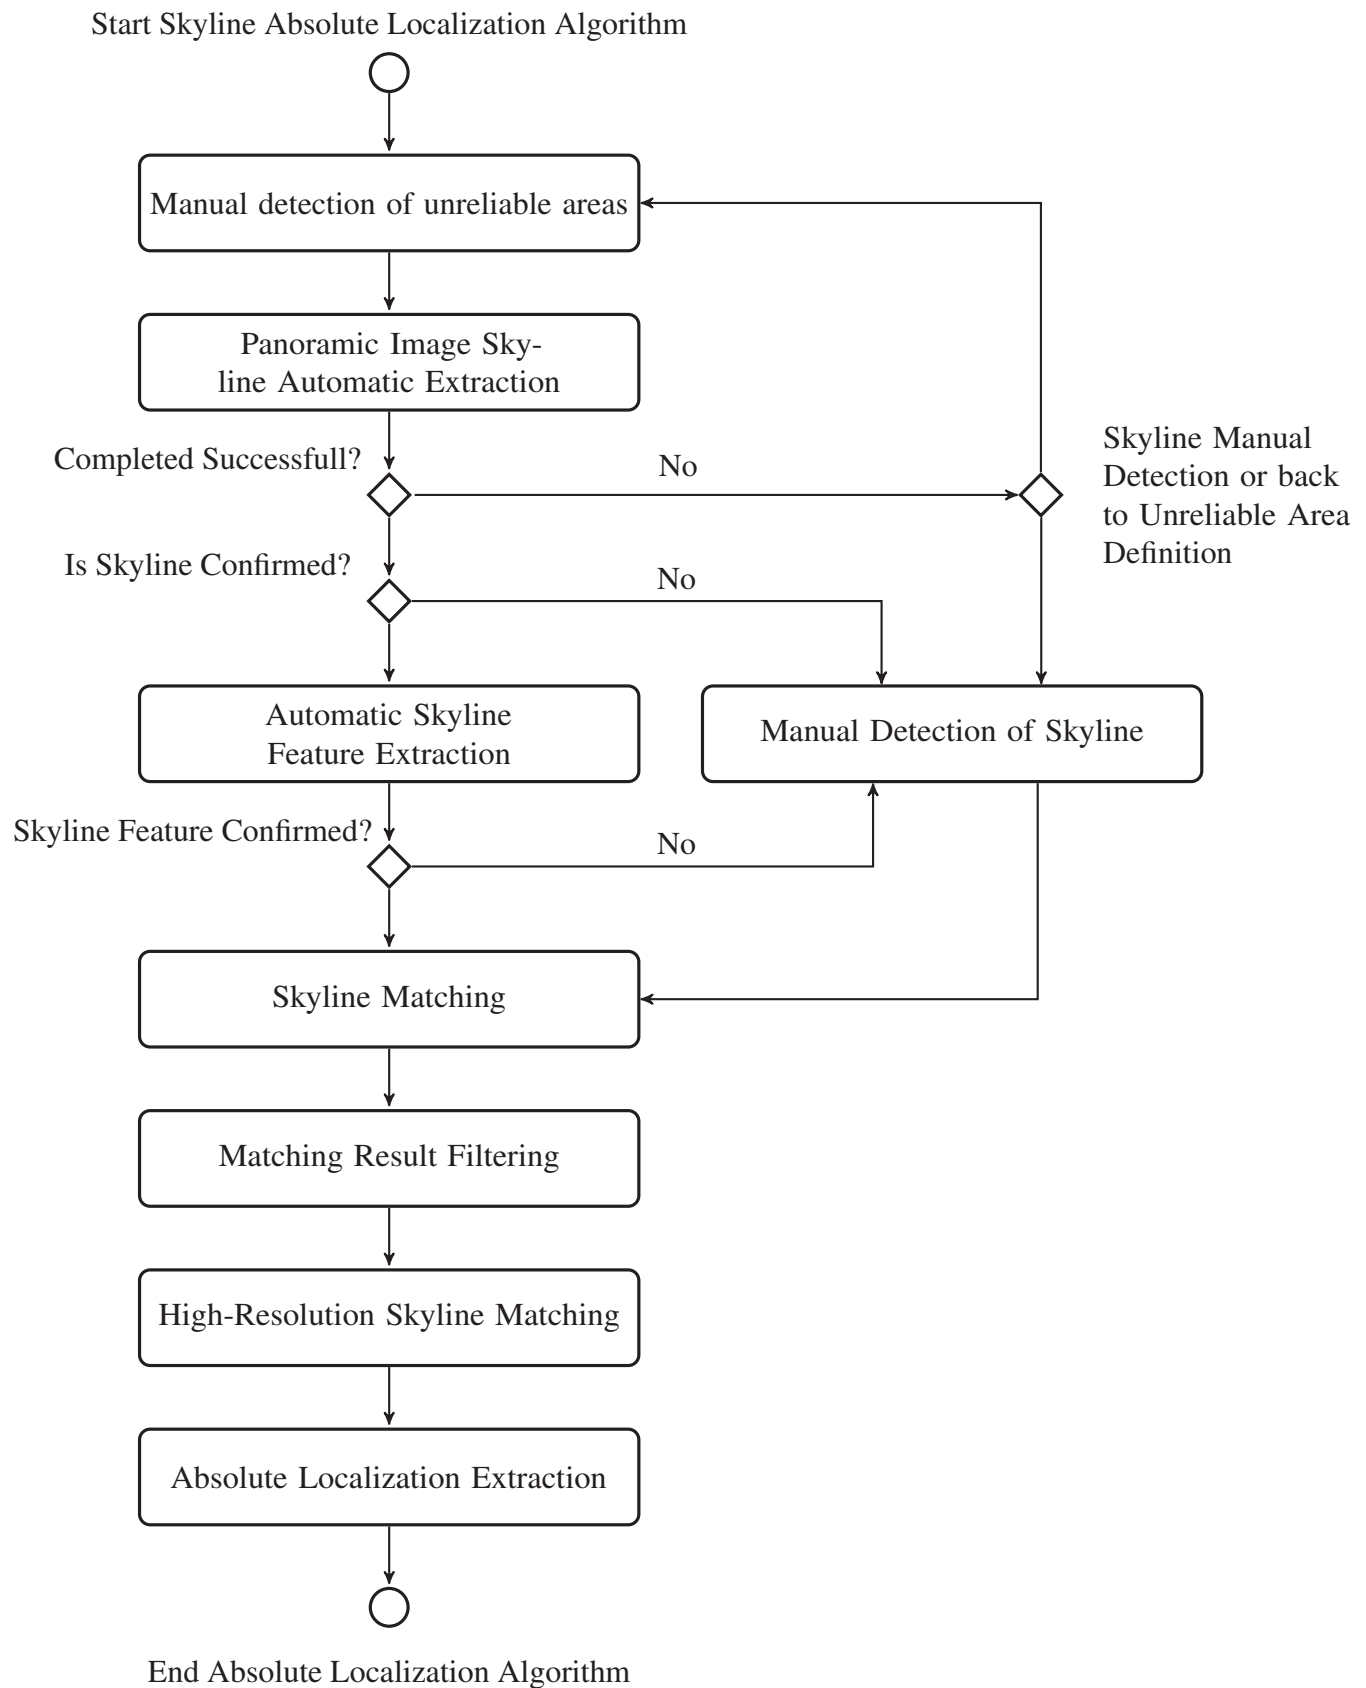 Start Skyline Absolute Localization Algorithm
Manual detection of unreliable areas
Panoramic Image Sky-
line Automatic Extraction
Completed Successfull?
No
Skyline Manual
Detection or back
to Unreliable Area
Definition
Is Skyline Confirmed?
No
Automatic Skyline
Feature Extraction
Manual Detection of Skyline
Skyline Feature Confirmed?
No
Skyline Matching
Matching Result Filtering
High-Resolution Skyline Matching
Absolute Localization Extraction
End Absolute Localization Algorithm